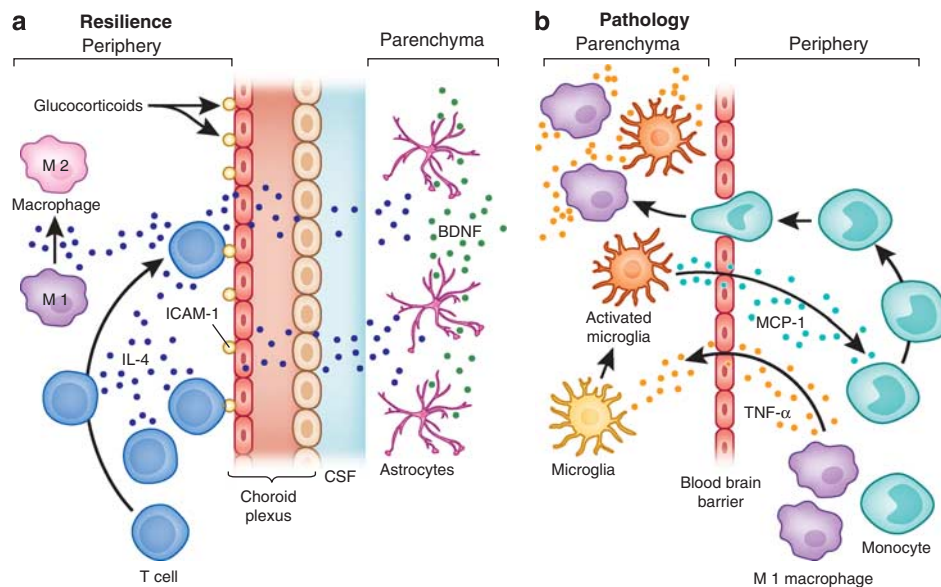 a
Resilience
Periphery
Parenchyma
Glucocorticoids
M 2
Macrophage
M 1
BDNF
ICAM-1
IL-4
Astrocytes
CSF
Choroid
plexus
T cell
b
Pathology
Parenchyma
Periphery
Activated
microglia
MCP-1
TNF-α
Microglia
Blood brain
barrier
Monocyte
M 1 macrophage